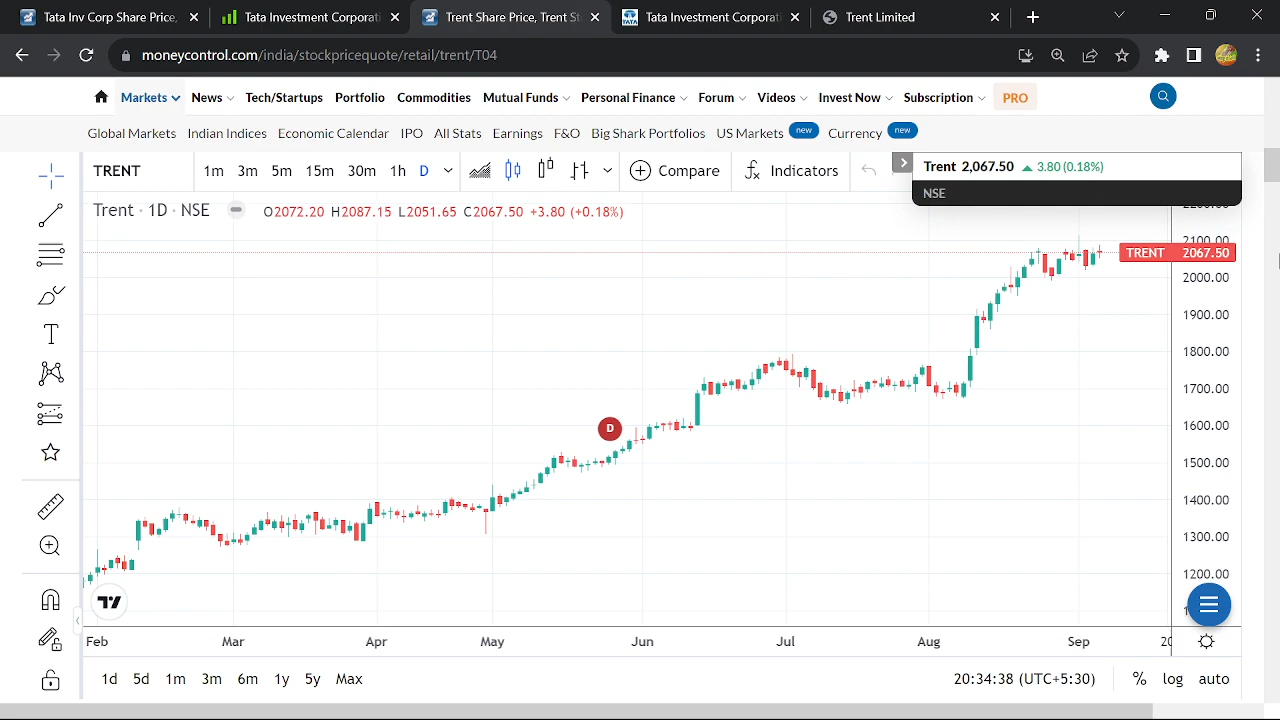 Tata Inv Corp Share Price,
Tata Investment Corporati
Trent Share Price, Trent St
Tata Investment Corporati
Trent Limited
moneycontrol.com/india/stockpricequote/retail/trent/T04
Markets News Tech/Startups Portfolio Commodities Mutual Funds Personal Finance Forum Videos Invest Now Subscription PRO
Global Markets Indian Indices Economic Calendar IPO All Stats Earnings F&O Big Shark Portfolios US Markets new Currency new
TRENT 1m 3m 5m 15m 30m 1h D Compare Indicators
Trent 2,067.50 3.80 (0.18%)
NSE
Trent · 1D · NSE O2072.20 H2087.15 L2051.65 C2067.50 +3.80 (+0.18%)
2200.00
2100.00
TRENT 2067.50
2000.00
1900.00
1800.00
1700.00
1600.00
1500.00
1400.00
1300.00
1200.00
D
Feb Mar Apr May Jun Jul Aug Sep
1d 5d 1m 3m 6m 1y 5y Max 20:34:38 (UTC+5:30) % log auto